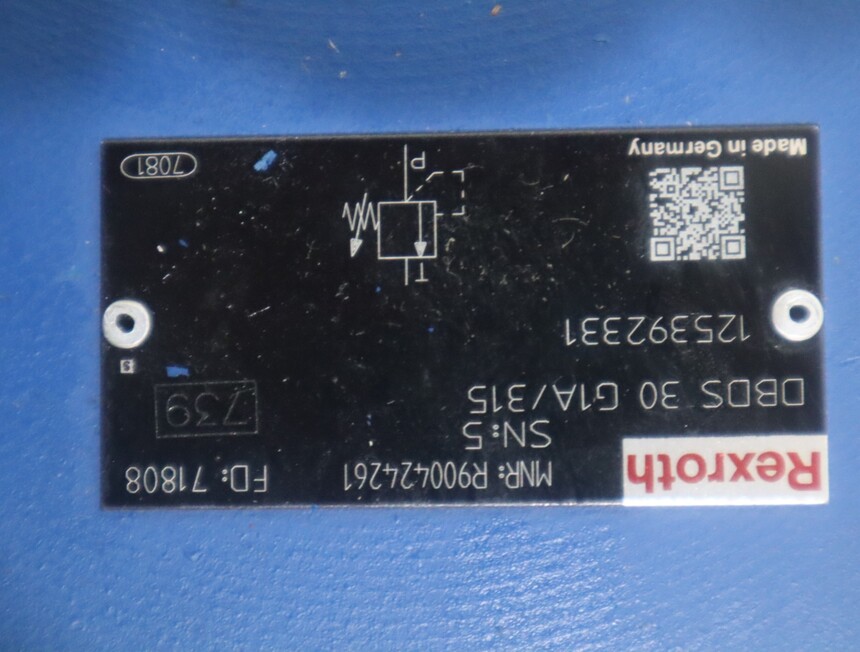 Rexroth
MNR: R900424261 FD: 71808
SN:5
DBDS 30 G1A/315 739
125392331
T
P
Made in Germany
7081